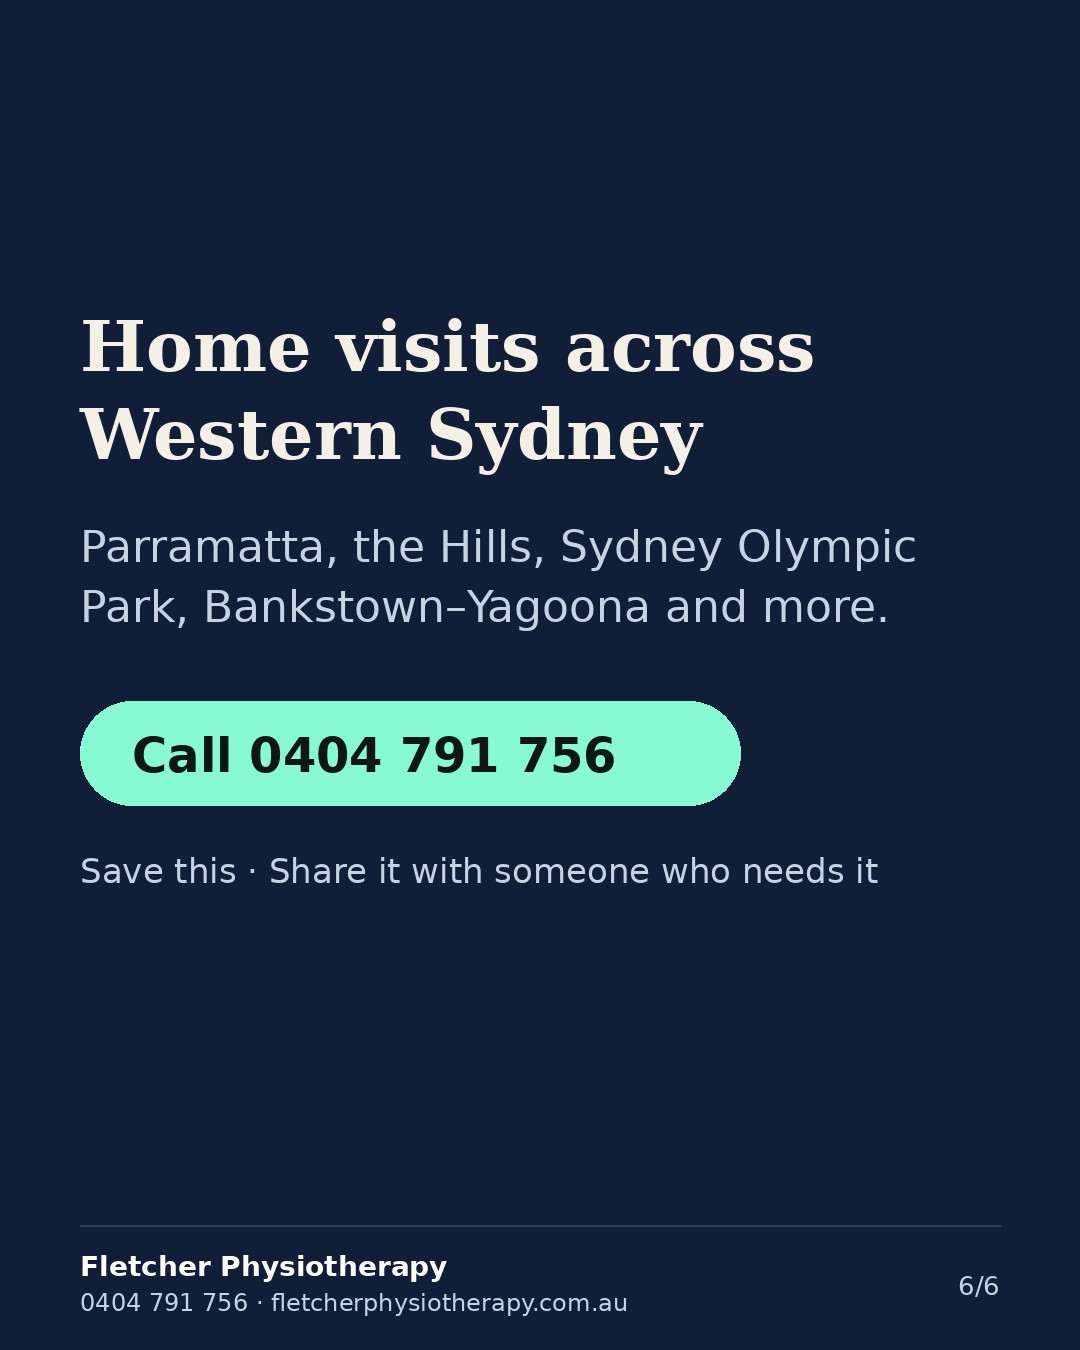 Home visits across
Western Sydney
Parramatta, the Hills, Sydney Olympic
Park, Bankstown–Yagoona and more.
Call 0404 791 756
Save this · Share it with someone who needs it
Fletcher Physiotherapy
0404 791 756 · fletcherphysiotherapy.com.au
6/6